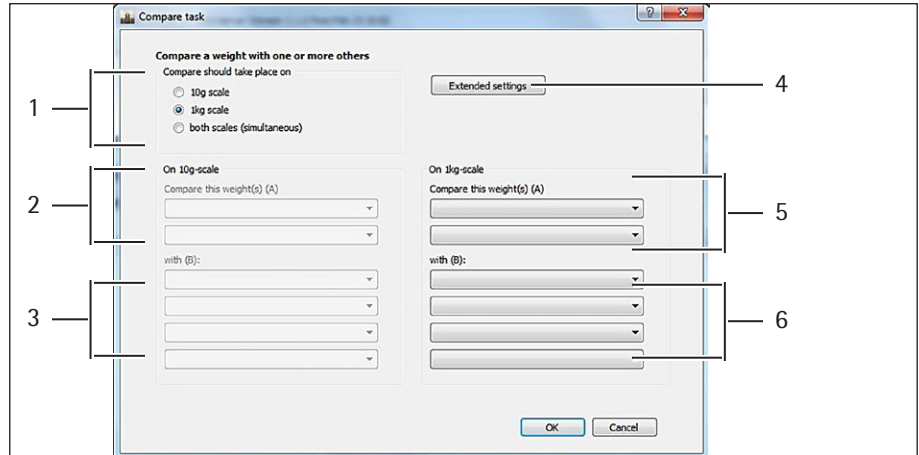 Compare task
Compare a weight with one or more others
Compare should take place on
10g scale
1kg scale
both scales (simultaneous)
Extended settings
On 10g-scale
Compare this weight(s) (A)
with (B):
On 1kg-scale
Compare this weight(s) (A)
with (B):
OK
Cancel
1
2
3
4
5
6